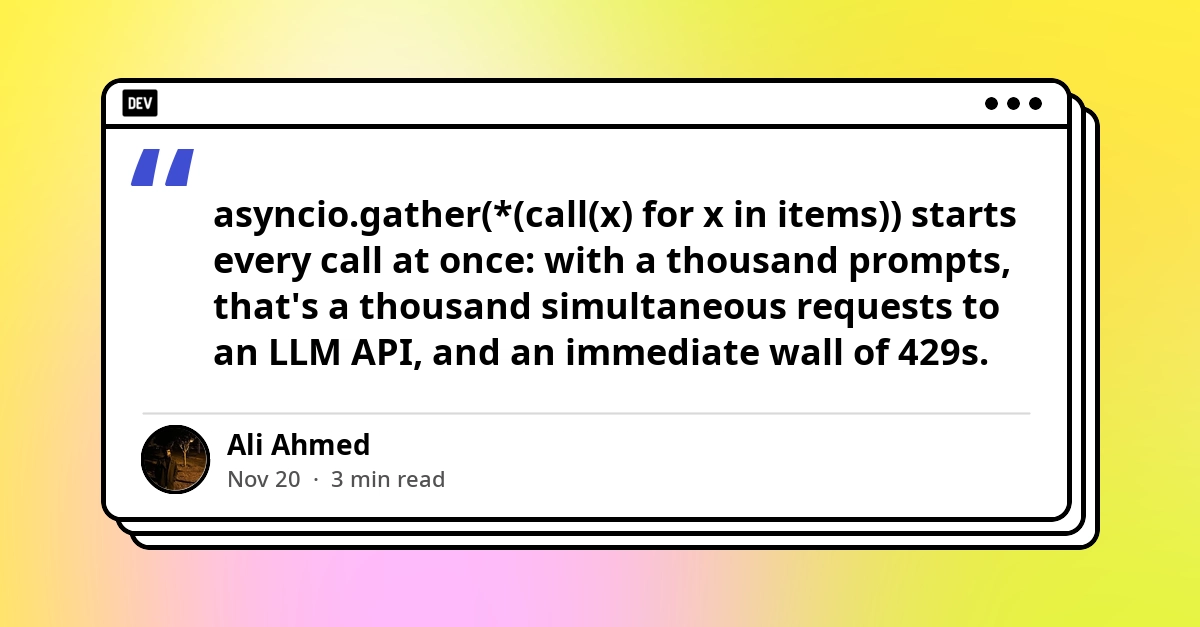 DEV
asyncio.gather(*(call(x) for x in items)) starts
every call at once: with a thousand prompts,
that's a thousand simultaneous requests to
an LLM API, and an immediate wall of 429s.
Ali Ahmed
Nov 20 · 3 min read